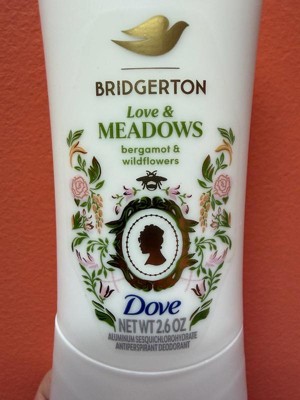 BRIDGERTON
Love &
MEADOWS
bergamot &
wildflowers
Dove
NET WT 2.6 OZ
ALUMINUM SESQUICHLOROHYDRATE
ANTIPERSPIRANT DEODORANT